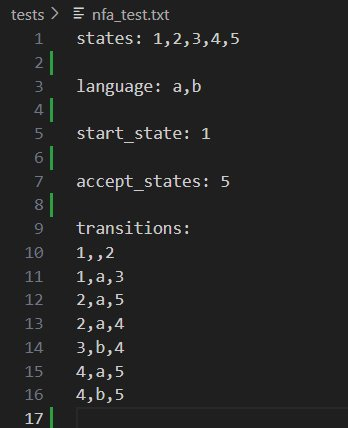 tests > nfa_test.txt
1 states: 1,2,3,4,5
2
3 language: a,b
4
5 start_state: 1
6
7 accept_states: 5
8
9 transitions:
10 1,,2
11 1,a,3
12 2,a,5
13 2,a,4
14 3,b,4
15 4,a,5
16 4,b,5
17